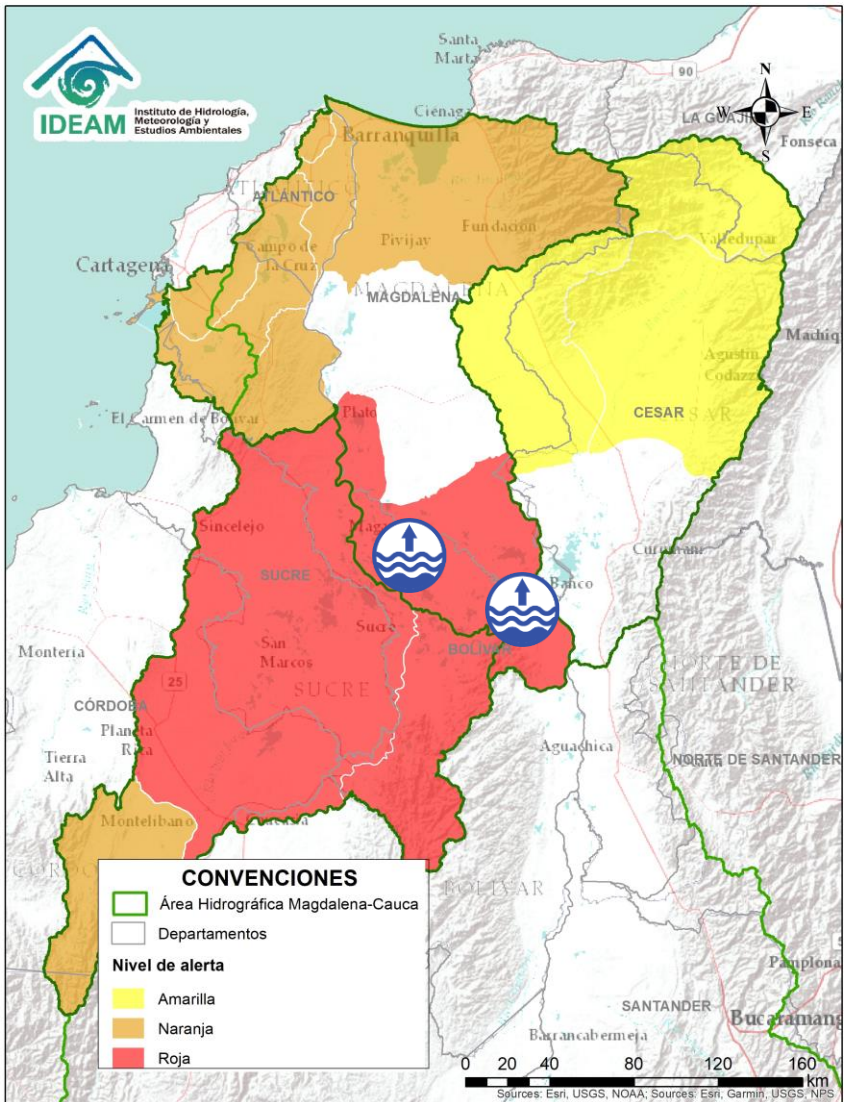 IDEAM
Instituto de Hidrología,
Meteorología y
Estudios Ambientales
Santa
Marta
90
N
W
E
S
LA GUAJI
Ciénaga
Barranquilla
Fonseca
ATLÁNTICO
Campo de
la Cruz
Pivijay
Fundación
Valledupar
Cartagena
MAGDALENA
MAGDALENA
Machiq
Agustín
Codazzi
El Carmen de Bolívar
Plato
CESAR
Sincelejo
Curumaní
SUCRE
Banco
Montería
Sucre
San
Marcos
BOLÍVAR
NORTE DE
SANTANDER
25
SUCRE
CÓRDOBA
Planeta
Rica
Tierra
Alta
Aguachica
NORTE DE SANTANDER
Montelíbano
BOLÍVAR
CONVENCIONES
Área Hidrográfica Magdalena-Cauca
Departamentos
Nivel de alerta
Amarilla
Naranja
Roja
Pamplona
SANTANDER
Bucaramang
Barrancabermeja
0 20 40 80 120 160
km
Sources: Esri, USGS, NOAA; Sources: Esri, Garmin, USGS, NPS